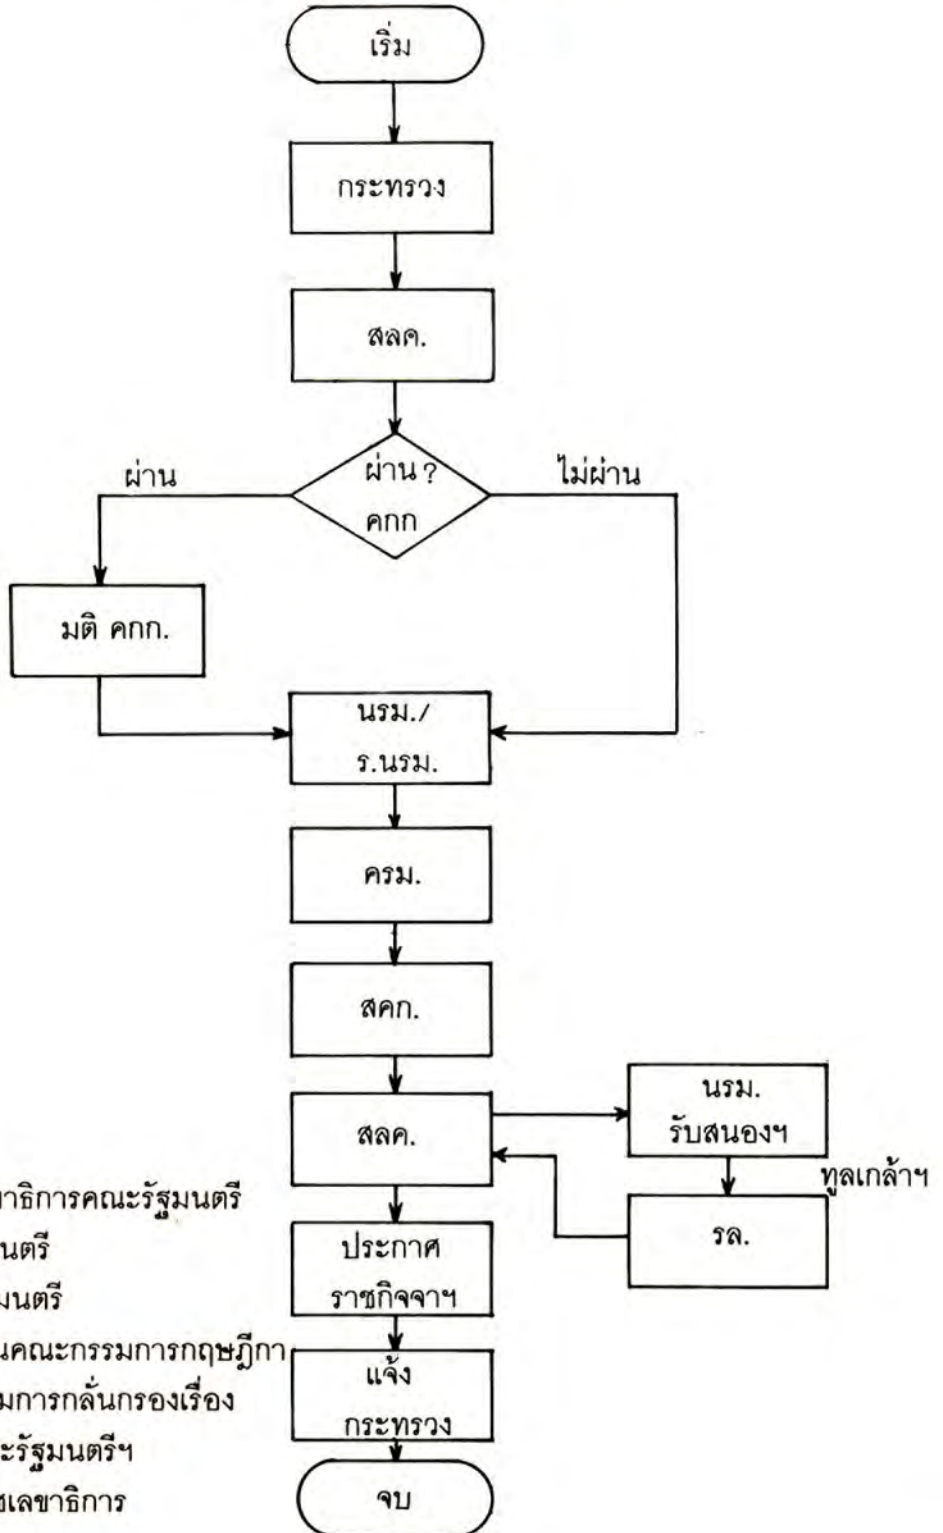 เริ่ม
กระทรวง
สลค.
ผ่าน?
คกก
ผ่าน
ไม่ผ่าน
มติ คกก.
นรม./
ร.นรม.
ครม.
สคก.
สลค.
นรม.
รับสนองฯ
ทูลเกล้าฯ
รล.
ประกาศ
ราชกิจจาฯ
แจ้ง
กระทรวง
จบ
าธิการคณะรัฐมนตรี
นตรี
มนตรี
นคณะกรรมการกฤษฎีกา
มการกลั่นกรองเรื่อง
ะรัฐมนตรีฯ
ชเลขาธิการ